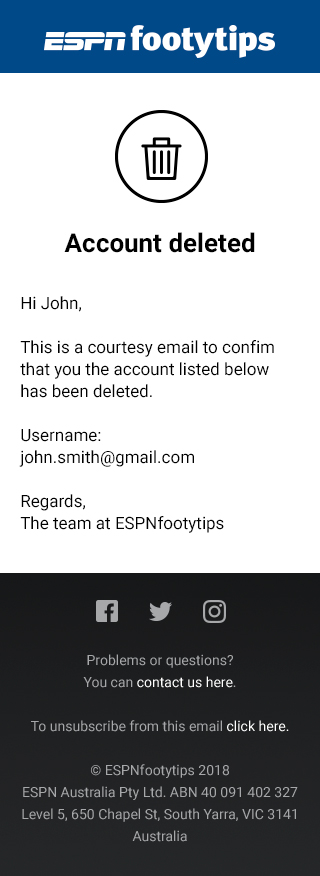 ESPN footytips
Account deleted
Hi John,
This is a courtesy email to confim
that you the account listed below
has been deleted.
Username:
john.smith@gmail.com
Regards,
The team at ESPNfootytips
Problems or questions?
You can contact us here.
To unsubscribe from this email click here.
© ESPNfootytips 2018
ESPN Australia Pty Ltd. ABN 40 091 402 327
Level 5, 650 Chapel St, South Yarra, VIC 3141
Australia